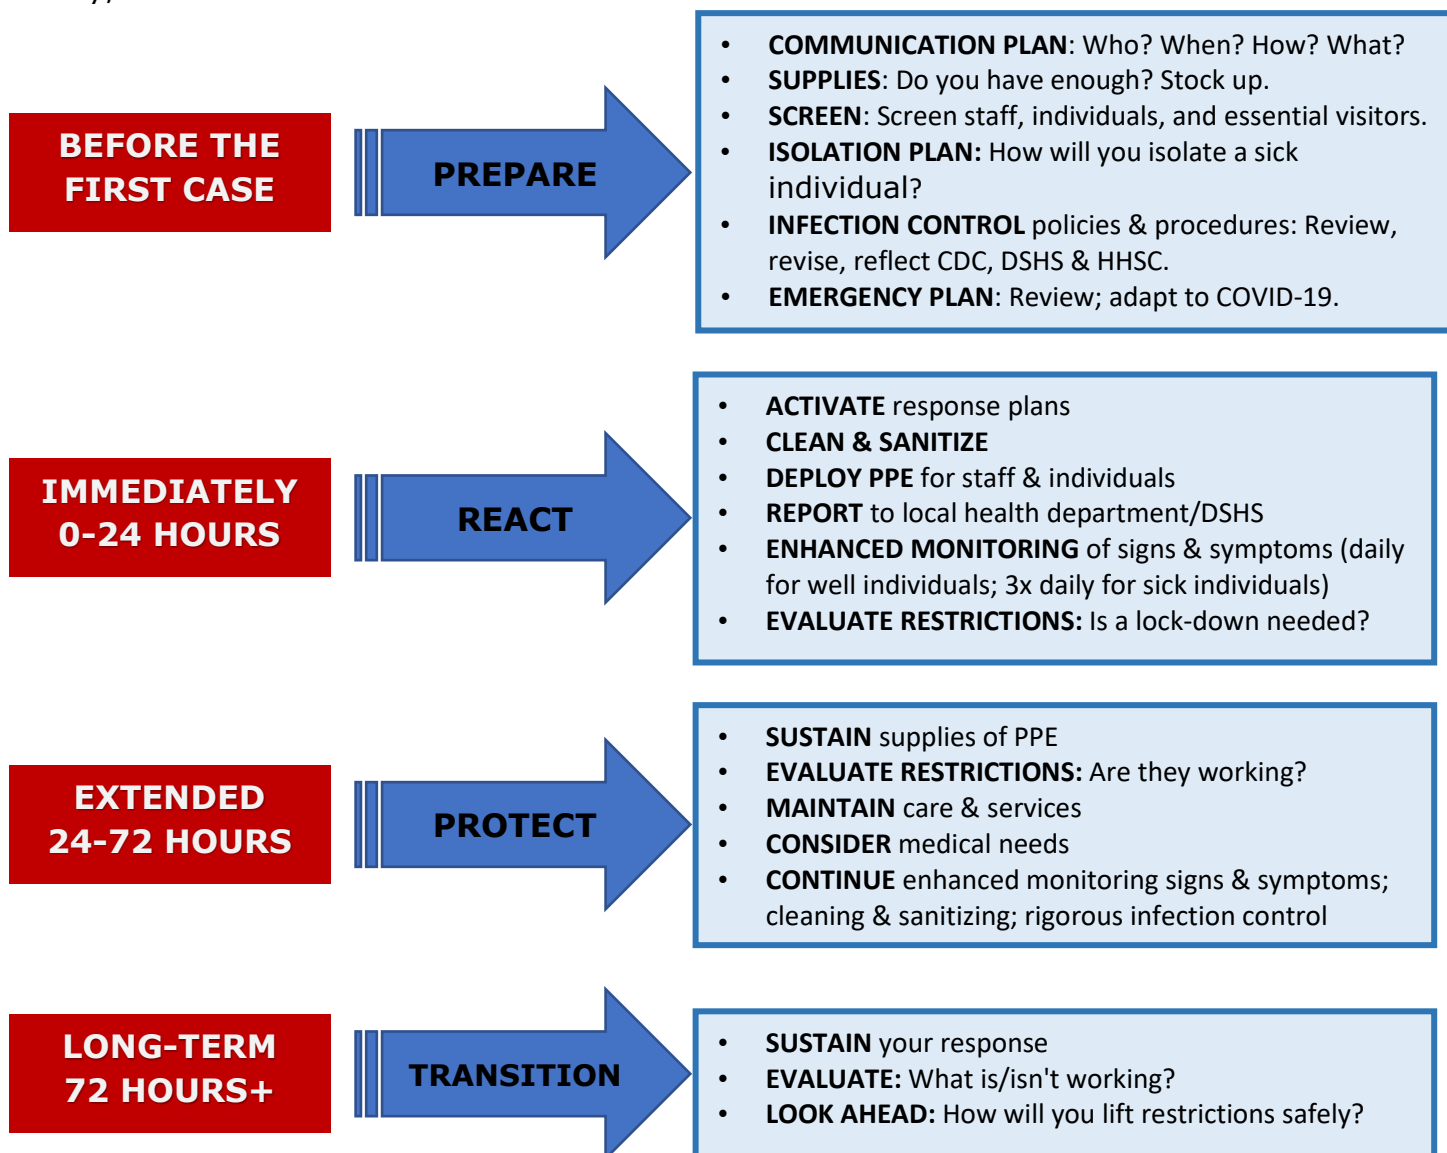 BEFORE THE
FIRST CASE
PREPARE
• COMMUNICATION PLAN: Who? When? How? What?
• SUPPLIES: Do you have enough? Stock up.
• SCREEN: Screen staff, individuals, and essential visitors.
• ISOLATION PLAN: How will you isolate a sick
individual?
• INFECTION CONTROL policies & procedures: Review,
revise, reflect CDC, DSHS & HHSC.
• EMERGENCY PLAN: Review; adapt to COVID-19.
IMMEDIATELY
0-24 HOURS
REACT
• ACTIVATE response plans
• CLEAN & SANITIZE
• DEPLOY PPE for staff & individuals
• REPORT to local health department/DSHS
• ENHANCED MONITORING of signs & symptoms (daily
for well individuals; 3x daily for sick individuals)
• EVALUATE RESTRICTIONS: Is a lock-down needed?
EXTENDED
24-72 HOURS
PROTECT
• SUSTAIN supplies of PPE
• EVALUATE RESTRICTIONS: Are they working?
• MAINTAIN care & services
• CONSIDER medical needs
• CONTINUE enhanced monitoring signs & symptoms;
cleaning & sanitizing; rigorous infection control
LONG-TERM
72 HOURS+
TRANSITION
• SUSTAIN your response
• EVALUATE: What is/isn't working?
• LOOK AHEAD: How will you lift restrictions safely?